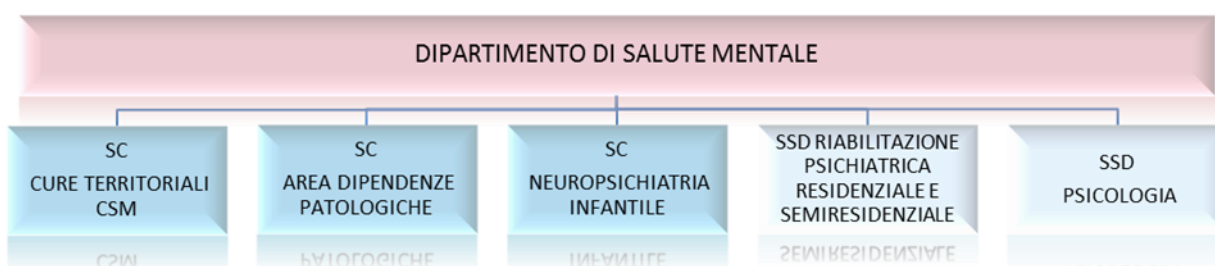 DIPARTIMENTO DI SALUTE MENTALE
SC
CURE TERRITORIALI
CSM
SC
AREA DIPENDENZE
PATOLOGICHE
SC
NEUROPSICHIATRIA
INFANTILE
SSD RIABILITAZIONE
PSICHIATRICA
RESIDENZIALE E
SEMIRESIDENZIALE
SSD
PSICOLOGIA